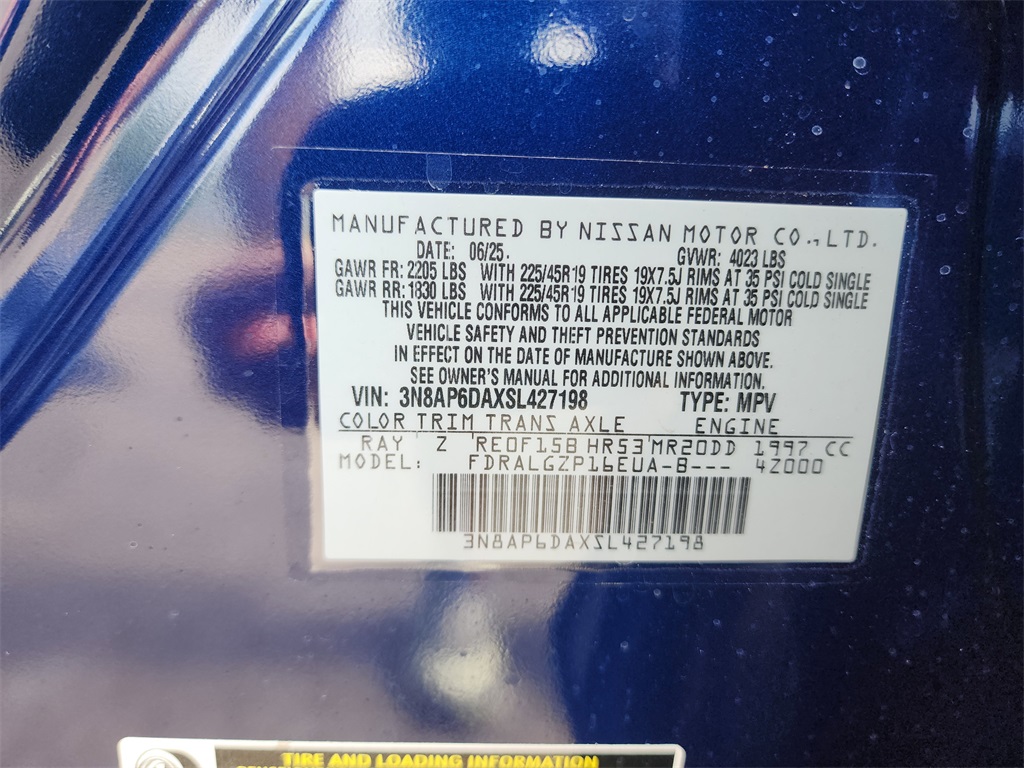 MANUFACTURED BY NISSAN MOTOR CO.,LTD.
DATE: 06/25. GVWR: 4023 LBS
GAWR FR: 2205 LBS WITH 225/45R19 TIRES 19X7.5J RIMS AT 35 PSI COLD SINGLE
GAWR RR: 1830 LBS WITH 225/45R19 TIRES 19X7.5J RIMS AT 35 PSI COLD SINGLE
THIS VEHICLE CONFORMS TO ALL APPLICABLE FEDERAL MOTOR
VEHICLE SAFETY AND THEFT PREVENTION STANDARDS
IN EFFECT ON THE DATE OF MANUFACTURE SHOWN ABOVE.
SEE OWNER'S MANUAL FOR ADDITIONAL INFORMATION.
VIN: 3N8AP6DAXSL427198 TYPE: MPV
COLOR TRIM TRANS AXLE ENGINE
RAY Z RE0F15B HR53 MR20DD 1997 CC
MODEL: FDRALGZP16EUA-B--- 4Z000
3N8AP6DAXSL427198
TIRE AND LOADING INFORMATION